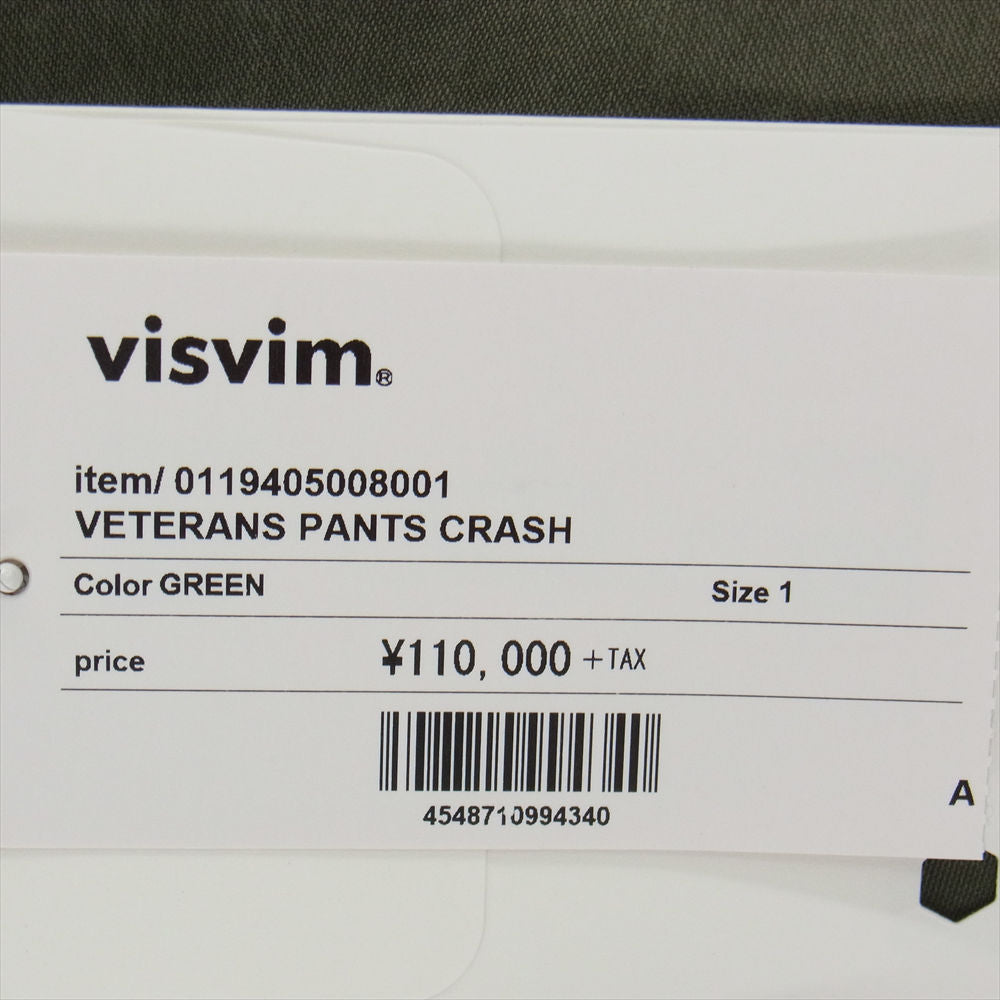 visvim®
item/ 0119405008001
VETERANS PANTS CRASH
Color GREEN Size 1
price ¥110,000 +TAX
4548710994340
A